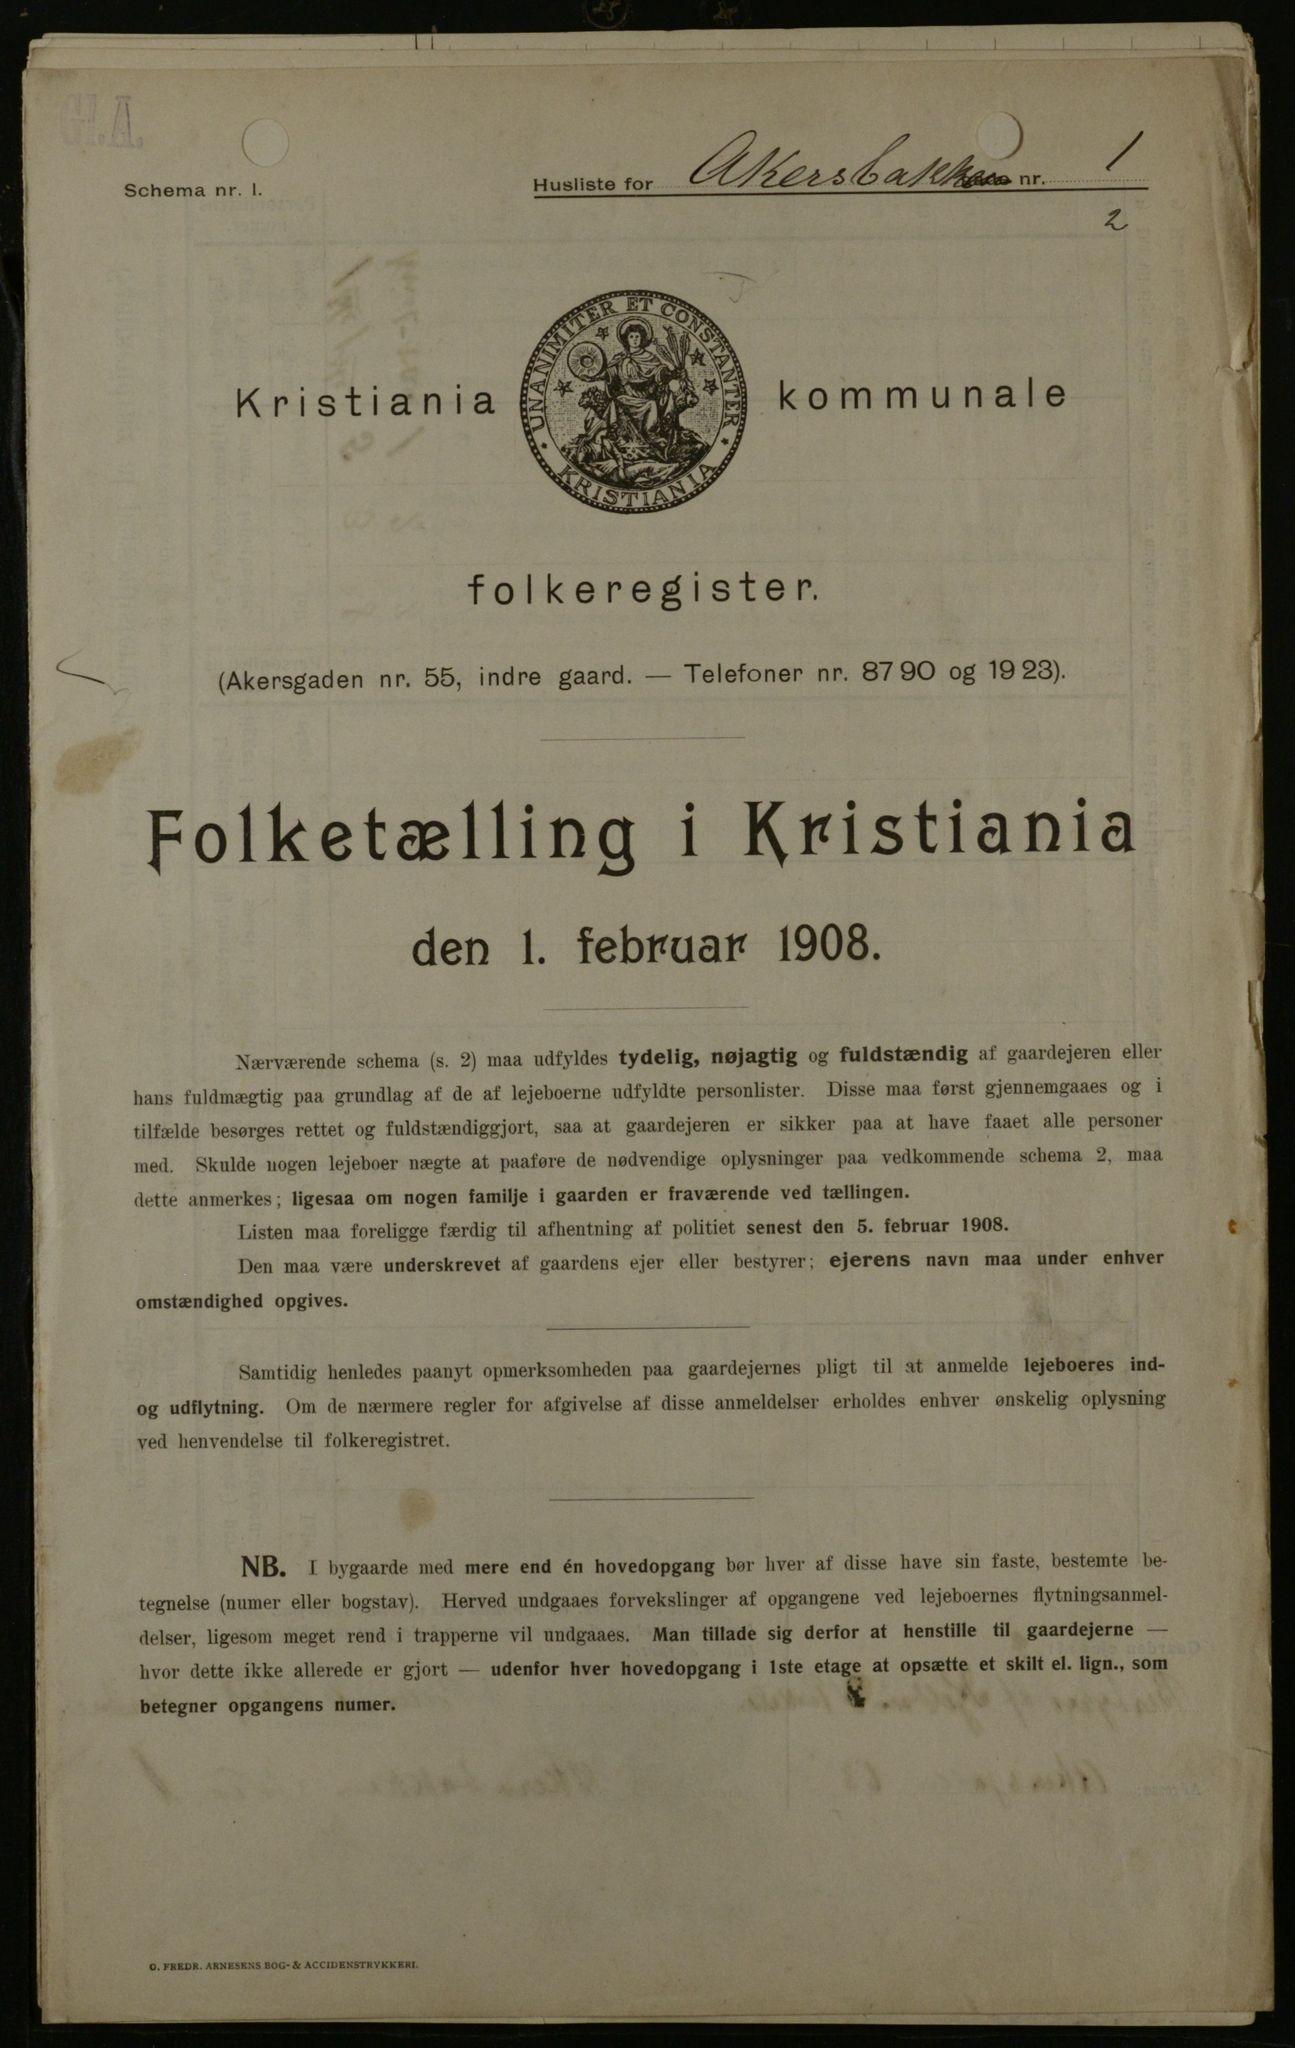 Schema nr. 1.
Husliste for Akersbakken nr. 1
2
UNANIMITER ET CONSTANTER
KRISTIANIA
Kristiania kommunale
folkeregister.
(Akersgaden nr. 55, indre gaard. — Telefoner nr. 87 90 og 19 23).
Folketælling i Kristiania
den 1. februar 1908.
Nærværende schema (s. 2) maa udfyldes tydelig, nøjagtig og fuldstændig af gaardejeren eller
hans fuldmægtig paa grundlag af de af lejeboerne udfyldte personlister. Disse maa først gjennemgaaes og i
tilfælde besørges rettet og fuldstændiggjort, saa at gaardejeren er sikker paa at have faaet alle personer
med. Skulde nogen lejeboer nægte at paaføre de nødvendige oplysninger paa vedkommende schema 2, maa
dette anmerkes; ligesaa om nogen familje i gaarden er fraværende ved tællingen.
Listen maa foreligge færdig til afhentning af politiet senest den 5. februar 1908.
Den maa være underskrevet af gaardens ejer eller bestyrer; ejerens navn maa under enhver
omstændighed opgives.
Samtidig henledes paanyt opmerksomheden paa gaardejernes pligt til at anmelde lejeboeres ind-
og udflytning. Om de nærmere regler for afgivelse af disse anmeldelser erholdes enhver ønskelig oplysning
ved henvendelse til folkeregistret.
NB. I bygaarde med mere end én hovedopgang bør hver af disse have sin faste, bestemte be-
tegnelse (numer eller bogstav). Herved undgaaes forvekslinger af opgangene ved lejeboernes flytningsanmel-
delser, ligesom meget rend i trapperne vil undgaaes. Man tillade sig derfor at henstille til gaardejerne —
hvor dette ikke allerede er gjort — udenfor hver hovedopgang i 1ste etage at opsætte et skilt el. lign., som
betegner opgangens numer.
O. FREDR. ARNESENS BOG- & ACCIDENSTRYKKERI.